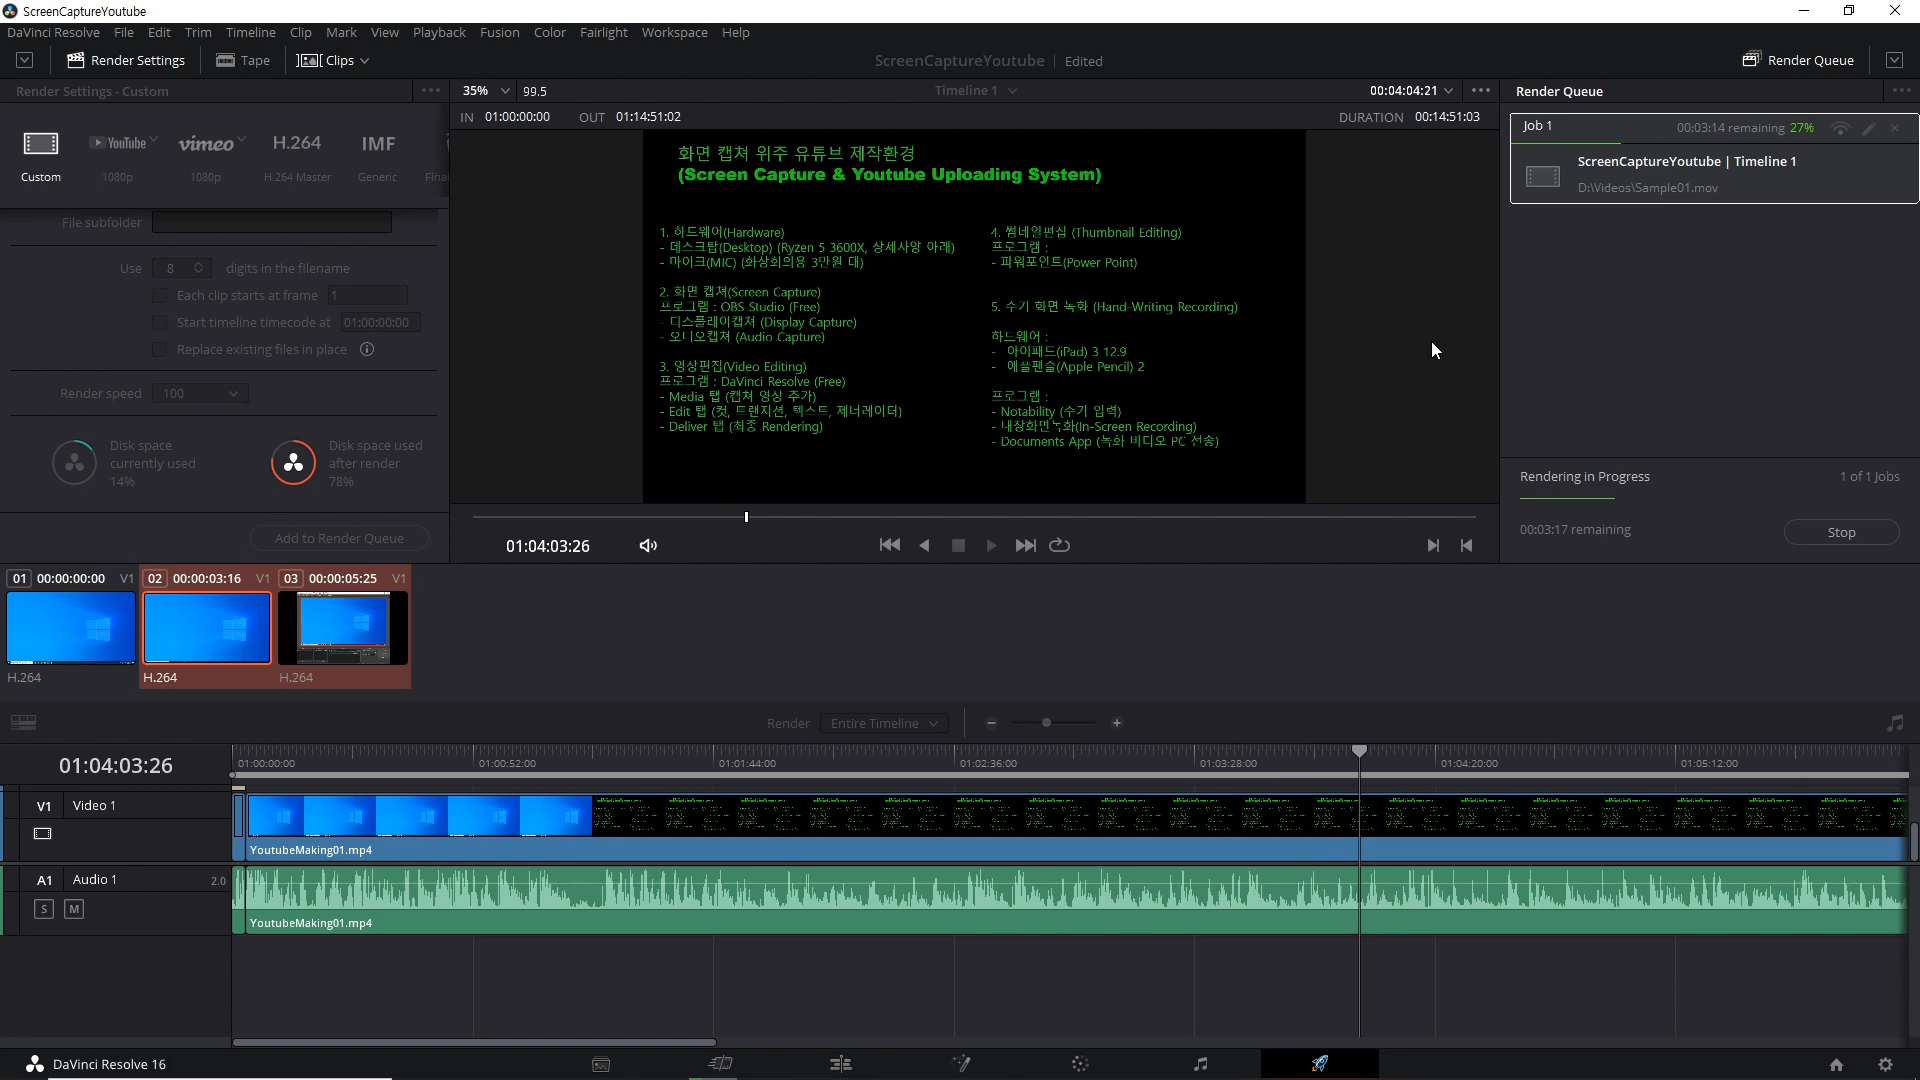 ScreenCaptureYoutube
DaVinci Resolve File Edit Trim Timeline Clip Mark View Playback Fusion Color Fairlight Workspace Help
Render Settings Tape Clips ScreenCaptureYoutube Edited Render Queue
Render Settings - Custom 35% 99.5 Timeline 1 00:04:04:21 Render Queue
IN 01:00:00:00 OUT 01:14:51:02 DURATION 00:14:51:03
Job 1 00:03:14 remaining 27%
ScreenCaptureYoutube | Timeline 1
D:\Videos\Sample01.mov
YouTube vimeo H.264 IMF
Custom 1080p 1080p H.264 Master Generic Final
File subfolder
Use 8 digits in the filename
Each clip starts at frame 1
Start timeline timecode at 01:00:00:00
Replace existing files in place
Render speed 100
Disk space currently used 14%
Disk space used after render 78%
Add to Render Queue
화면 캡쳐 위주 유튜브 제작환경
(Screen Capture & Youtube Uploading System)
1. 하드웨어(Hardware)
- 데스크탑(Desktop) (Ryzen 5 3600X, 상세사양 아래)
- 마이크(MIC) (화상회의용 3만원 대)
2. 화면 캡쳐(Screen Capture)
프로그램 : OBS Studio (Free)
- 디스플레이캡쳐 (Display Capture)
- 오디오캡쳐 (Audio Capture)
3. 영상편집(Video Editing)
프로그램 : DaVinci Resolve (Free)
- Media 탭 (캡쳐 영상 추가)
- Edit 탭 (컷, 트랜지션, 텍스트, 제너레이더)
- Deliver 탭 (최종 Rendering)
4. 썸네일편집 (Thumbnail Editing)
프로그램 :
- 파워포인트(Power Point)
5. 수기 화면 녹화 (Hand-Writing Recording)
하드웨어 :
- 아이패드(iPad) 3 12.9
- 애플펜슬(Apple Pencil) 2
프로그램 :
- Notability (수기 입력)
- 내장화면녹화(In-Screen Recording)
- Documents App (녹화 비디오 PC 전송)
Rendering in Progress 1 of 1 Jobs
00:03:17 remaining Stop
01:04:03:26
01 00:00:00:00 V1 02 00:00:03:16 V1 03 00:00:05:25 V1
H.264 H.264 H.264
Render Entire Timeline
01:04:03:26 01:00:00:00 01:00:52:00 01:01:44:00 01:02:36:00 01:03:28:00 01:04:20:00 01:05:12:00
V1 Video 1
YoutubeMaking01.mp4
A1 Audio 1 2.0
S M
YoutubeMaking01.mp4
DaVinci Resolve 16